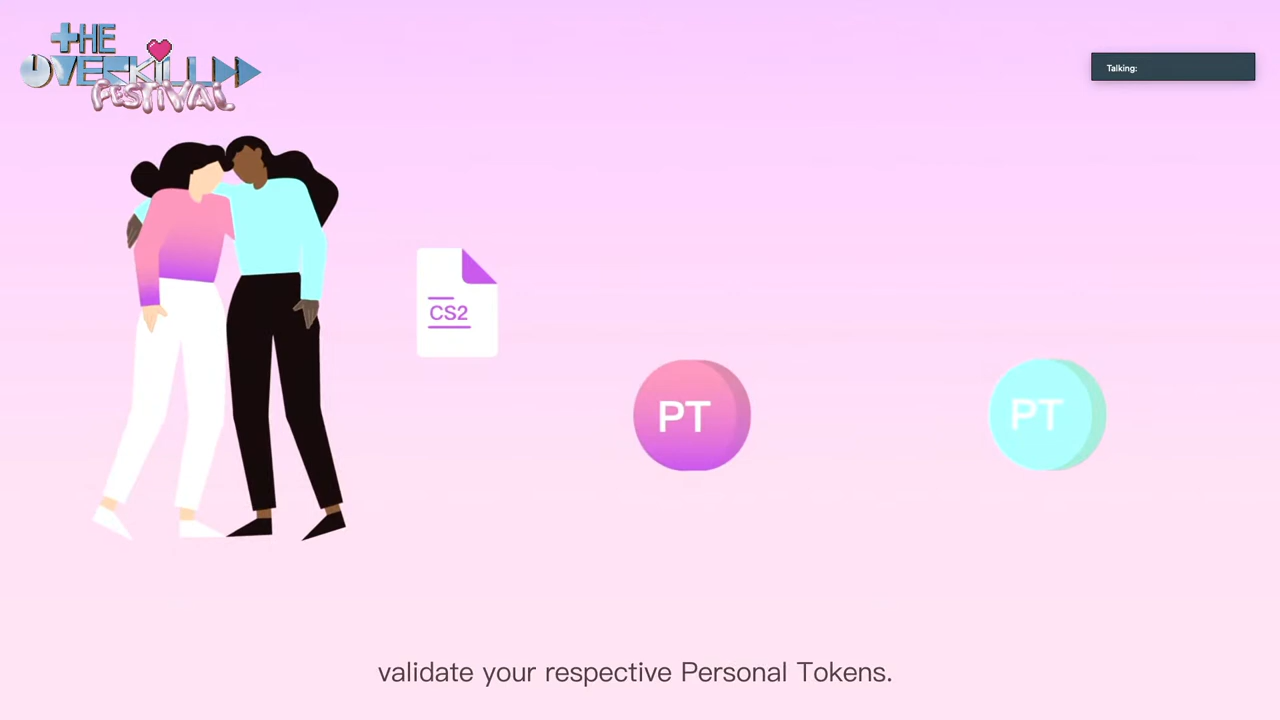 THE
OVERKILL
FESTIVAL
Talking:
CS2
PT
PT
validate your respective Personal Tokens.